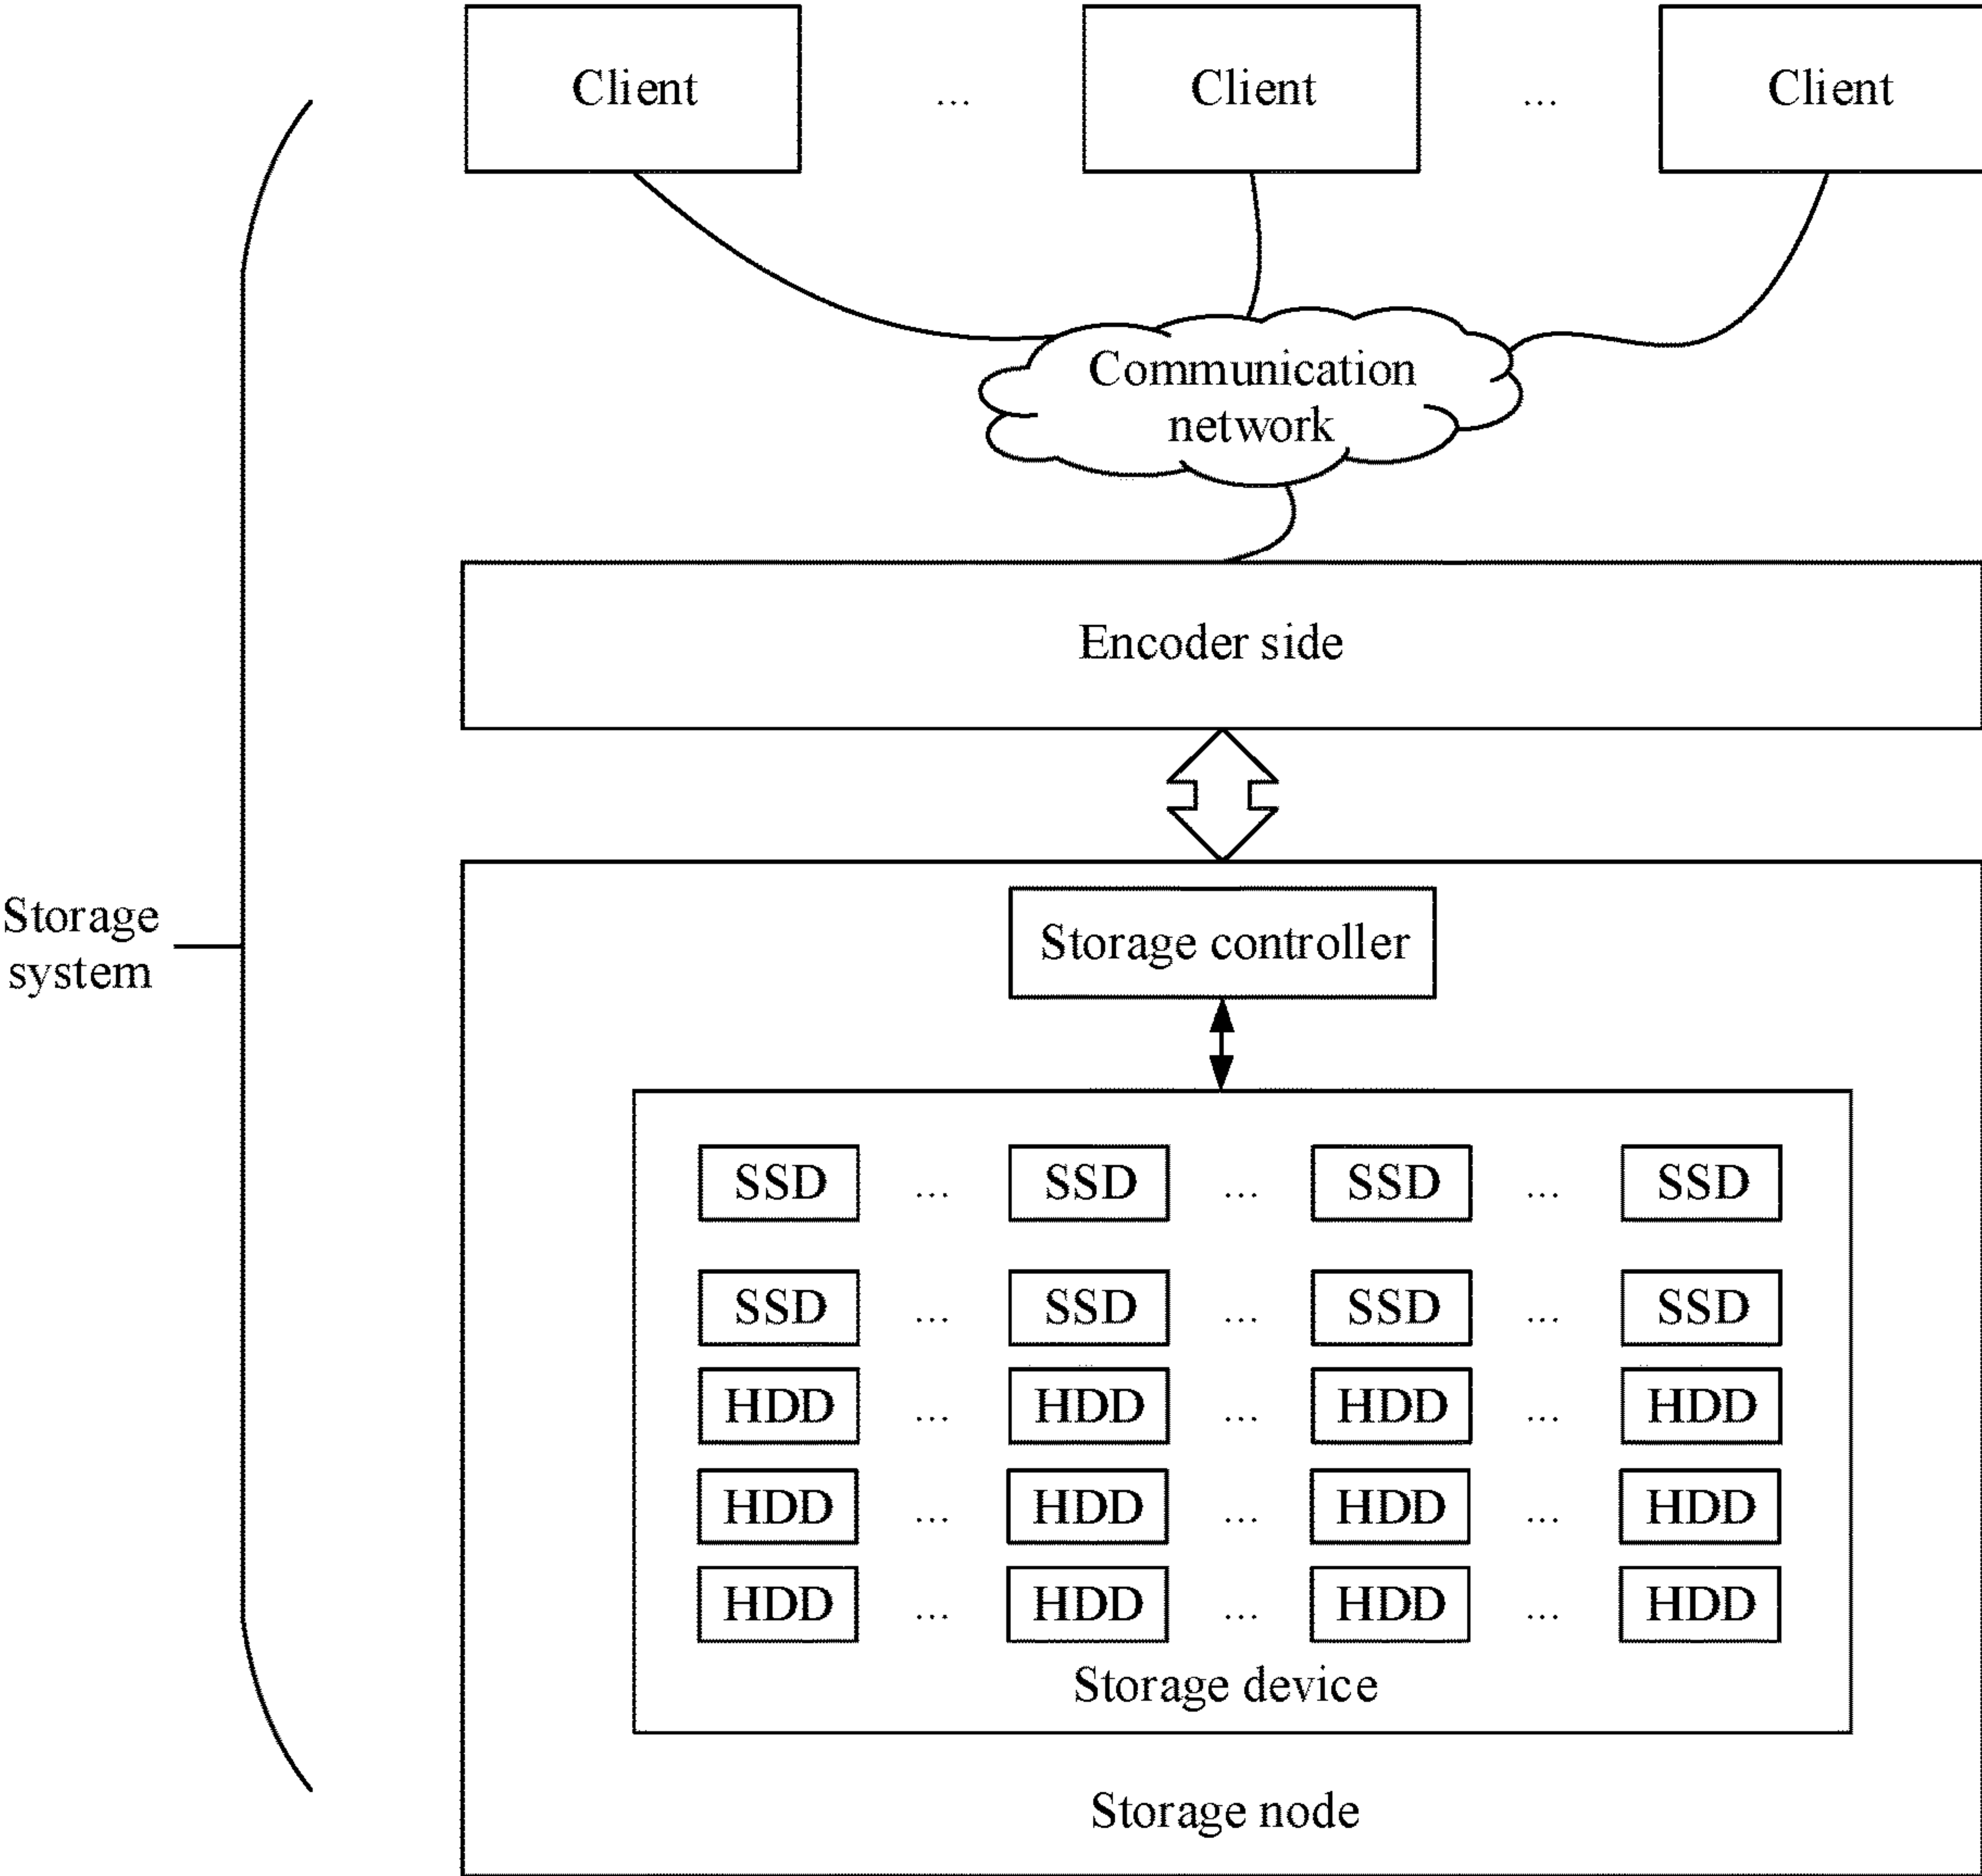 Client ... Client ... Client
Communication
network
Encoder side
Storage
system
Storage controller
SSD ... SSD ... SSD ... SSD
SSD ... SSD ... SSD ... SSD
HDD ... HDD ... HDD ... HDD
HDD ... HDD ... HDD ... HDD
HDD ... HDD ... HDD ... HDD
Storage device
Storage node